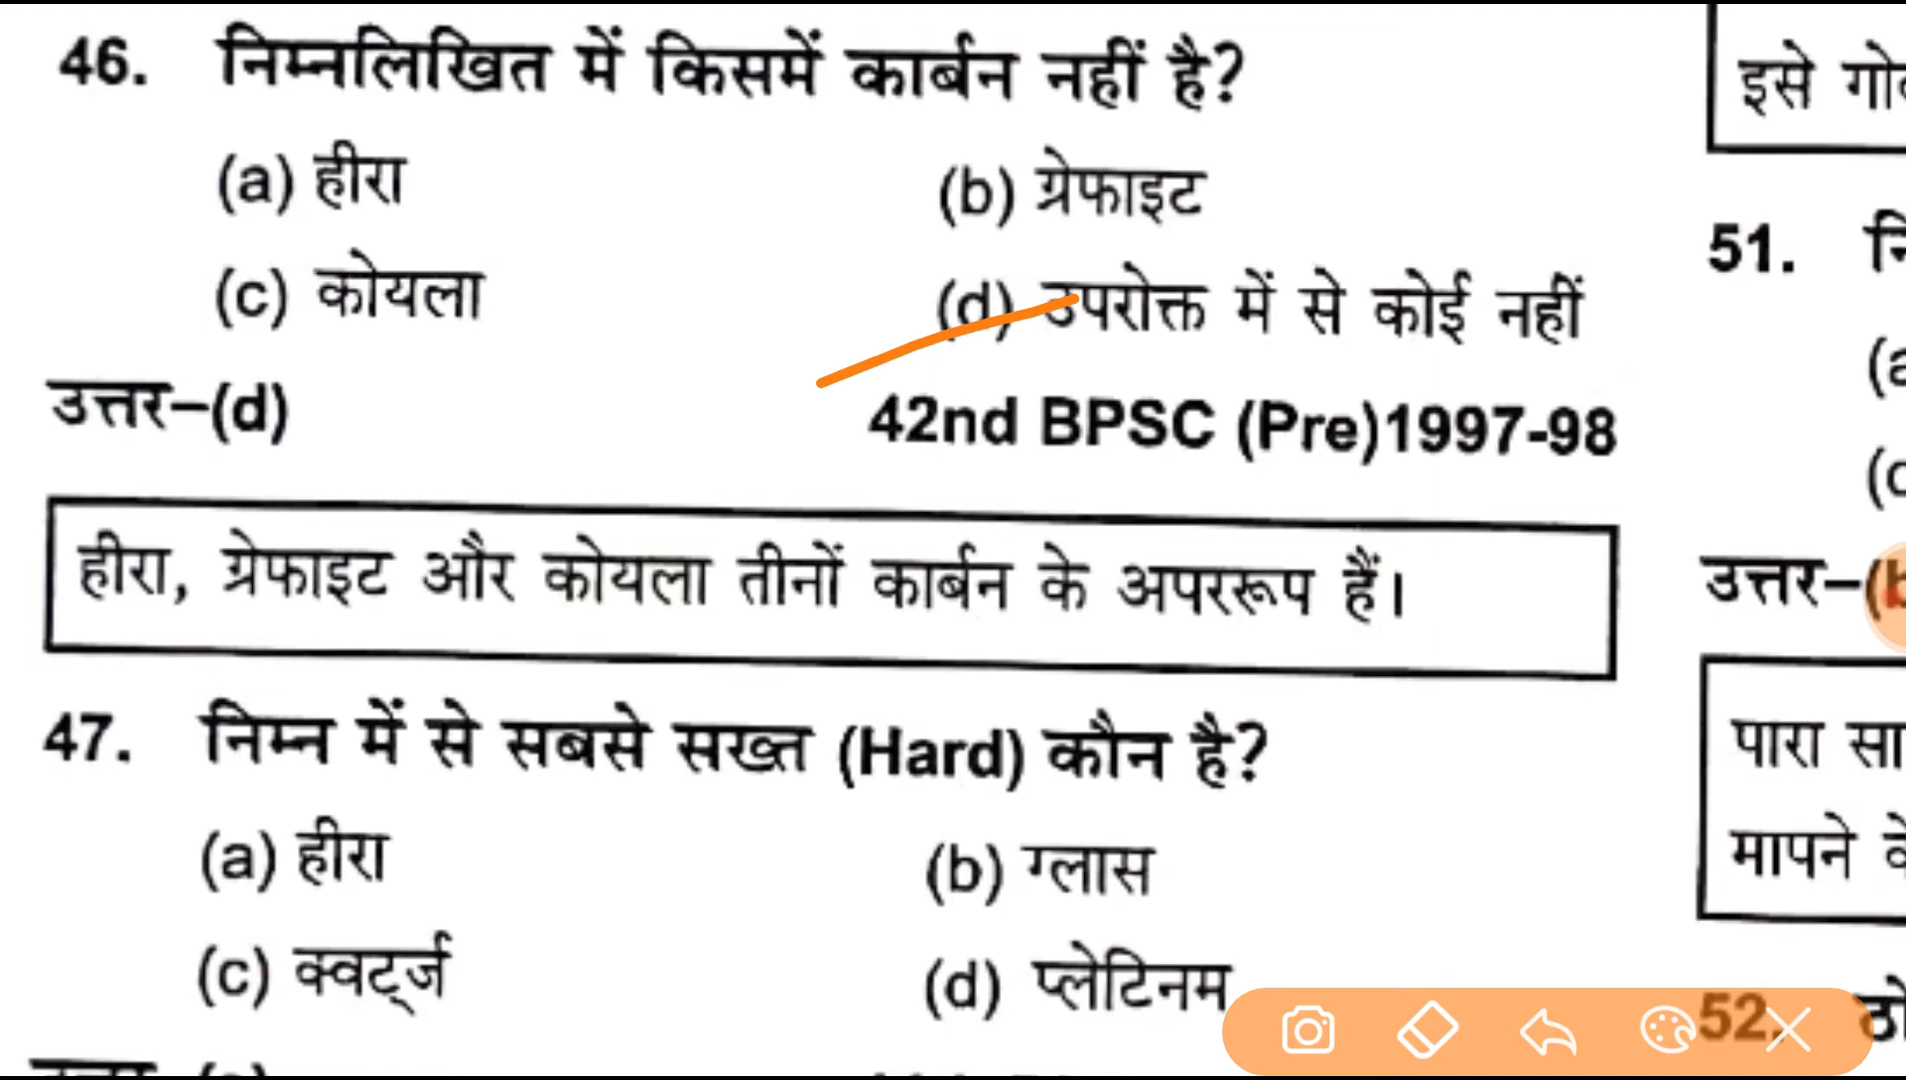 46. निम्नलिखित में किसमें कार्बन नहीं है?
(a) हीरा (b) ग्रेफाइट
(c) कोयला (d) उपरोक्त में से कोई नहीं
उत्तर–(d) 42nd BPSC (Pre)1997-98
हीरा, ग्रेफाइट और कोयला तीनों कार्बन के अपररूप हैं।
47. निम्न में से सबसे सख्त (Hard) कौन है?
(a) हीरा (b) ग्लास
(c) क्वर्ट्ज (d) प्लेटिनम
इसे
51.
उत्तर–(b
पारा
मापने
52.